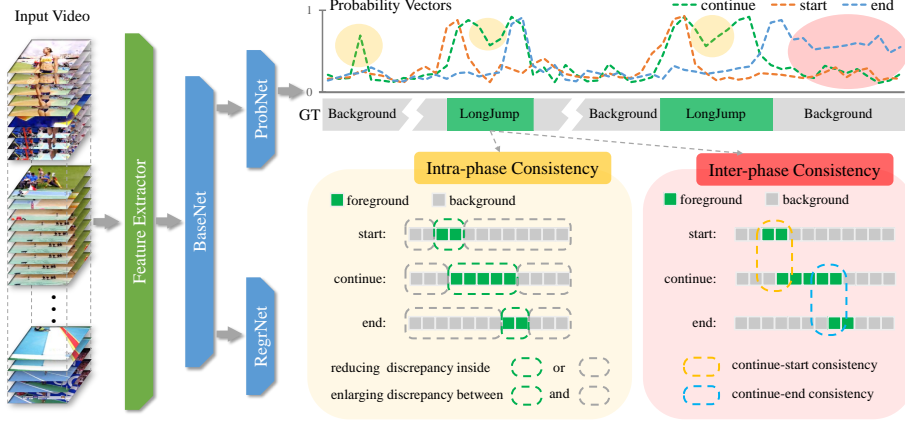 Input Video
Feature Extractor
BaseNet
ProbNet
RegrNet
Probability Vectors
continue
start
end
1
0
GT
Background
LongJump
Background
LongJump
Background
Intra-phase Consistency
foreground
background
start:
continue:
end:
reducing discrepancy inside
or
enlarging discrepancy between
and
Inter-phase Consistency
foreground
background
start:
continue:
end:
continue-start consistency
continue-end consistency